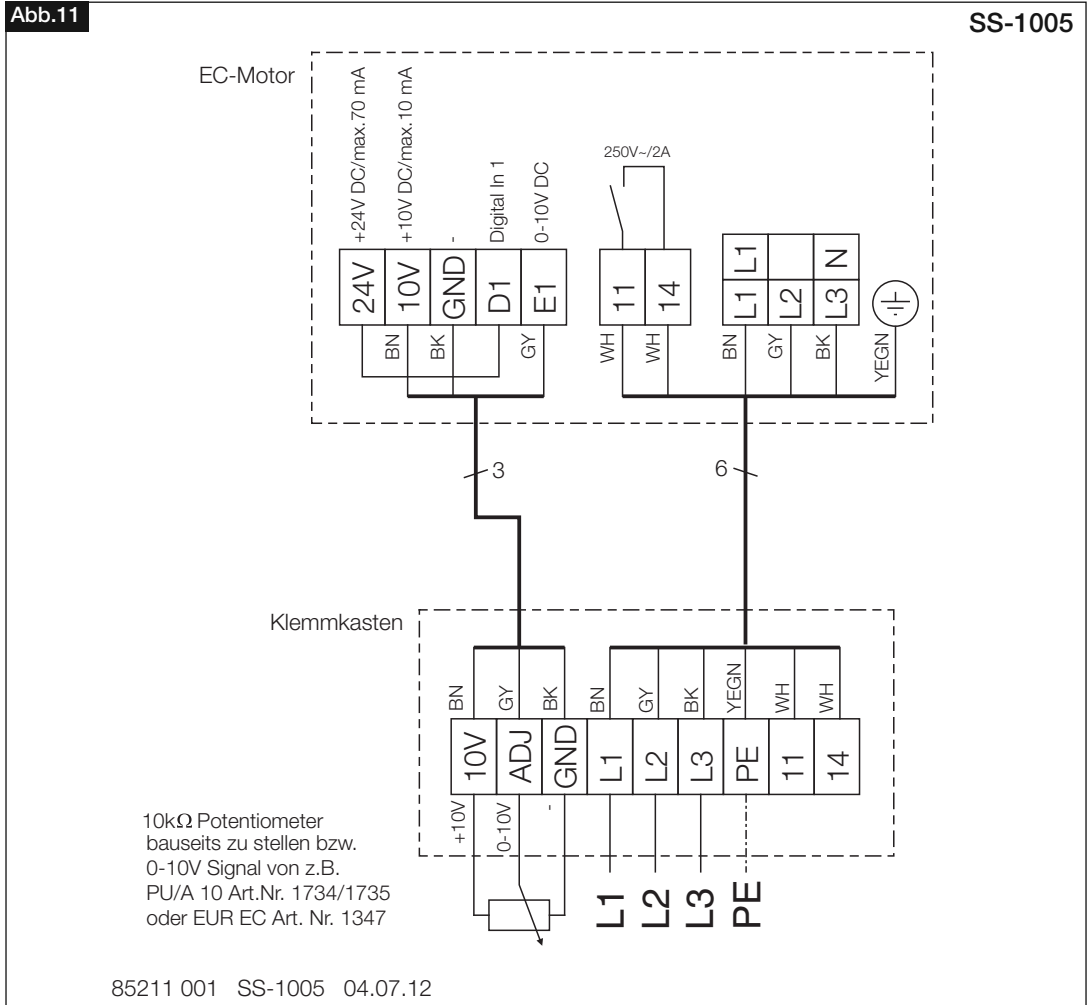 Abb.11
SS-1005
EC-Motor
+24V DC/max.70 mA
+10V DC/max.10 mA
-
Digital In 1
0-10V DC
250V~/2A
24V 10V GND D1 E1
11 14
L1 L1 N
L1 L2 L3
BN BK GY
WH WH
BN GY BK YEGN
3
6
Klemmkasten
BN GY BK BN GY BK YEGN WH WH
10V ADJ GND L1 L2 L3 PE 11 14
+10V 0-10V -
L1 L2 L3 PE
10kΩ Potentiometer
bauseits zu stellen bzw.
0-10V Signal von z.B.
PU/A 10 Art.Nr. 1734/1735
oder EUR EC Art. Nr. 1347
85211 001 SS-1005 04.07.12